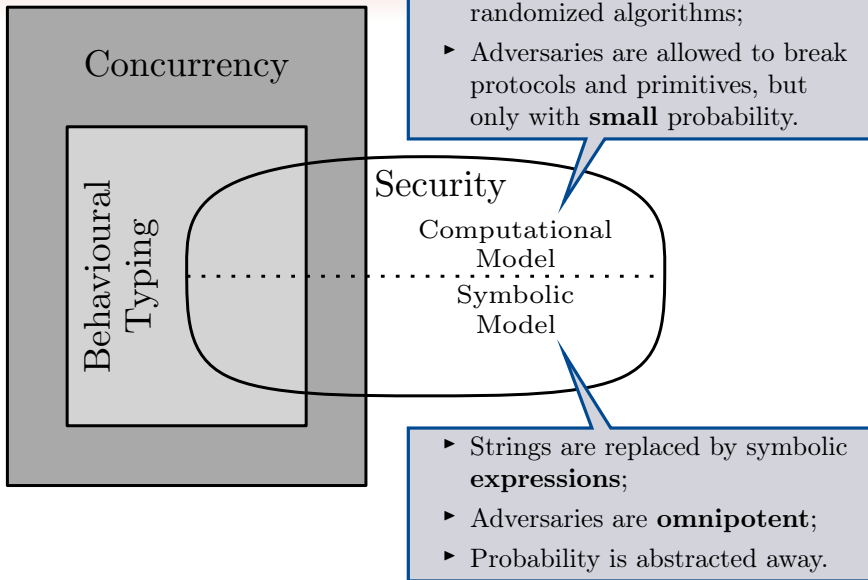 randomized algorithms;
► Adversaries are allowed to break
protocols and primitives, but
only with small probability.
Concurrency
Behavioural
Typing
Security
Computational
Model
Symbolic
Model
► Strings are replaced by symbolic
expressions;
► Adversaries are omnipotent;
► Probability is abstracted away.